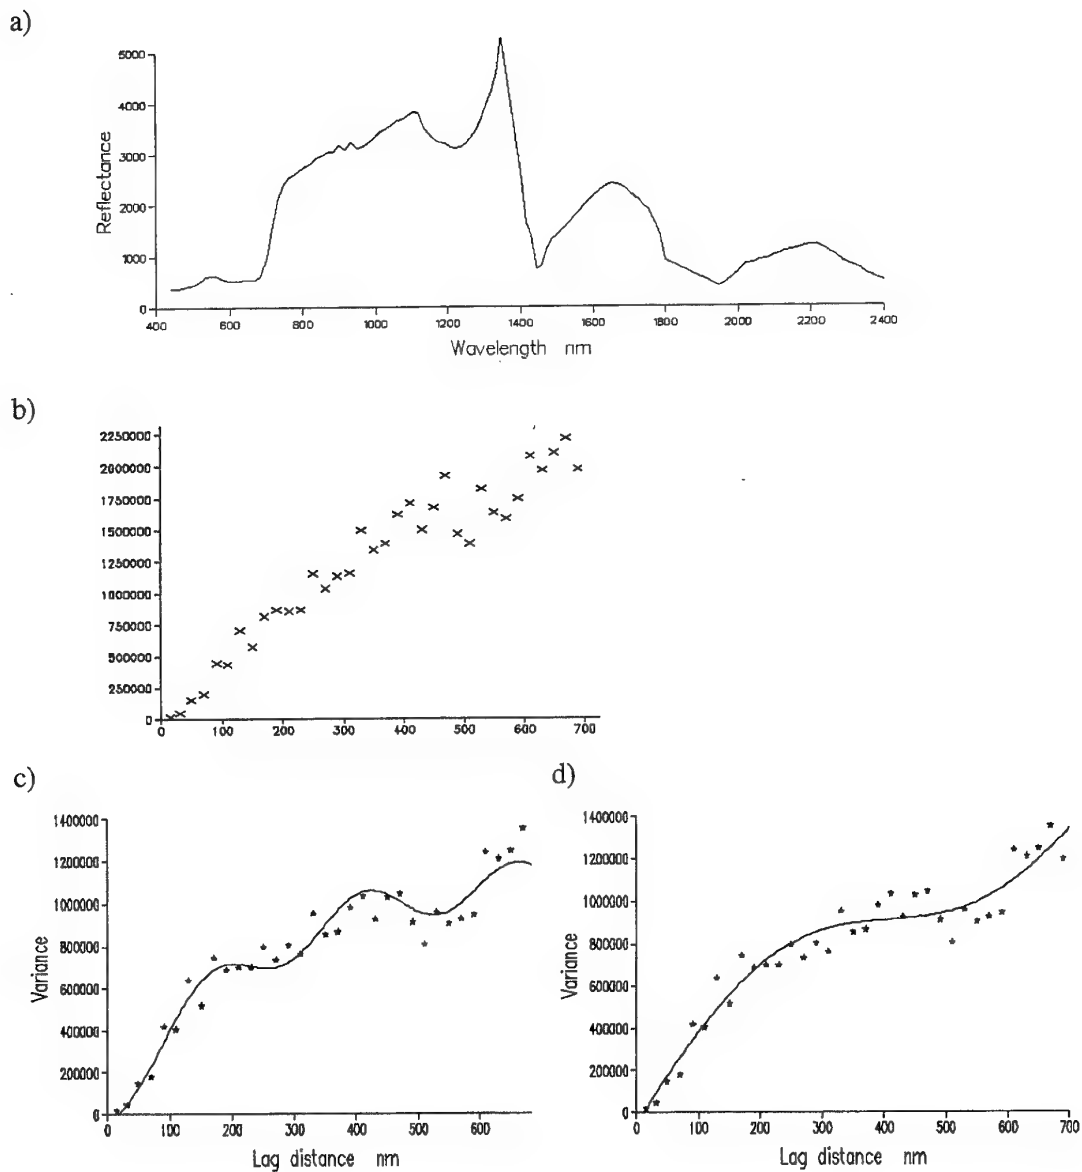 a)
5000
4000
3000
2000
1000
0
Reflectance
400 600 800 1000 1200 1400 1600 1800 2000 2200 2400
Wavelength nm
b)
2250000
2000000
1750000
1500000
1250000
1000000
750000
500000
250000
0
100 200 300 400 500 600 700
c)
1400000
1200000
1000000
800000
600000
400000
200000
0
Variance
0 100 200 300 400 500 600
Lag distance nm
d)
1400000
1200000
1000000
800000
600000
400000
200000
0
Variance
0 100 200 300 400 500 600 700
Lag distance nm